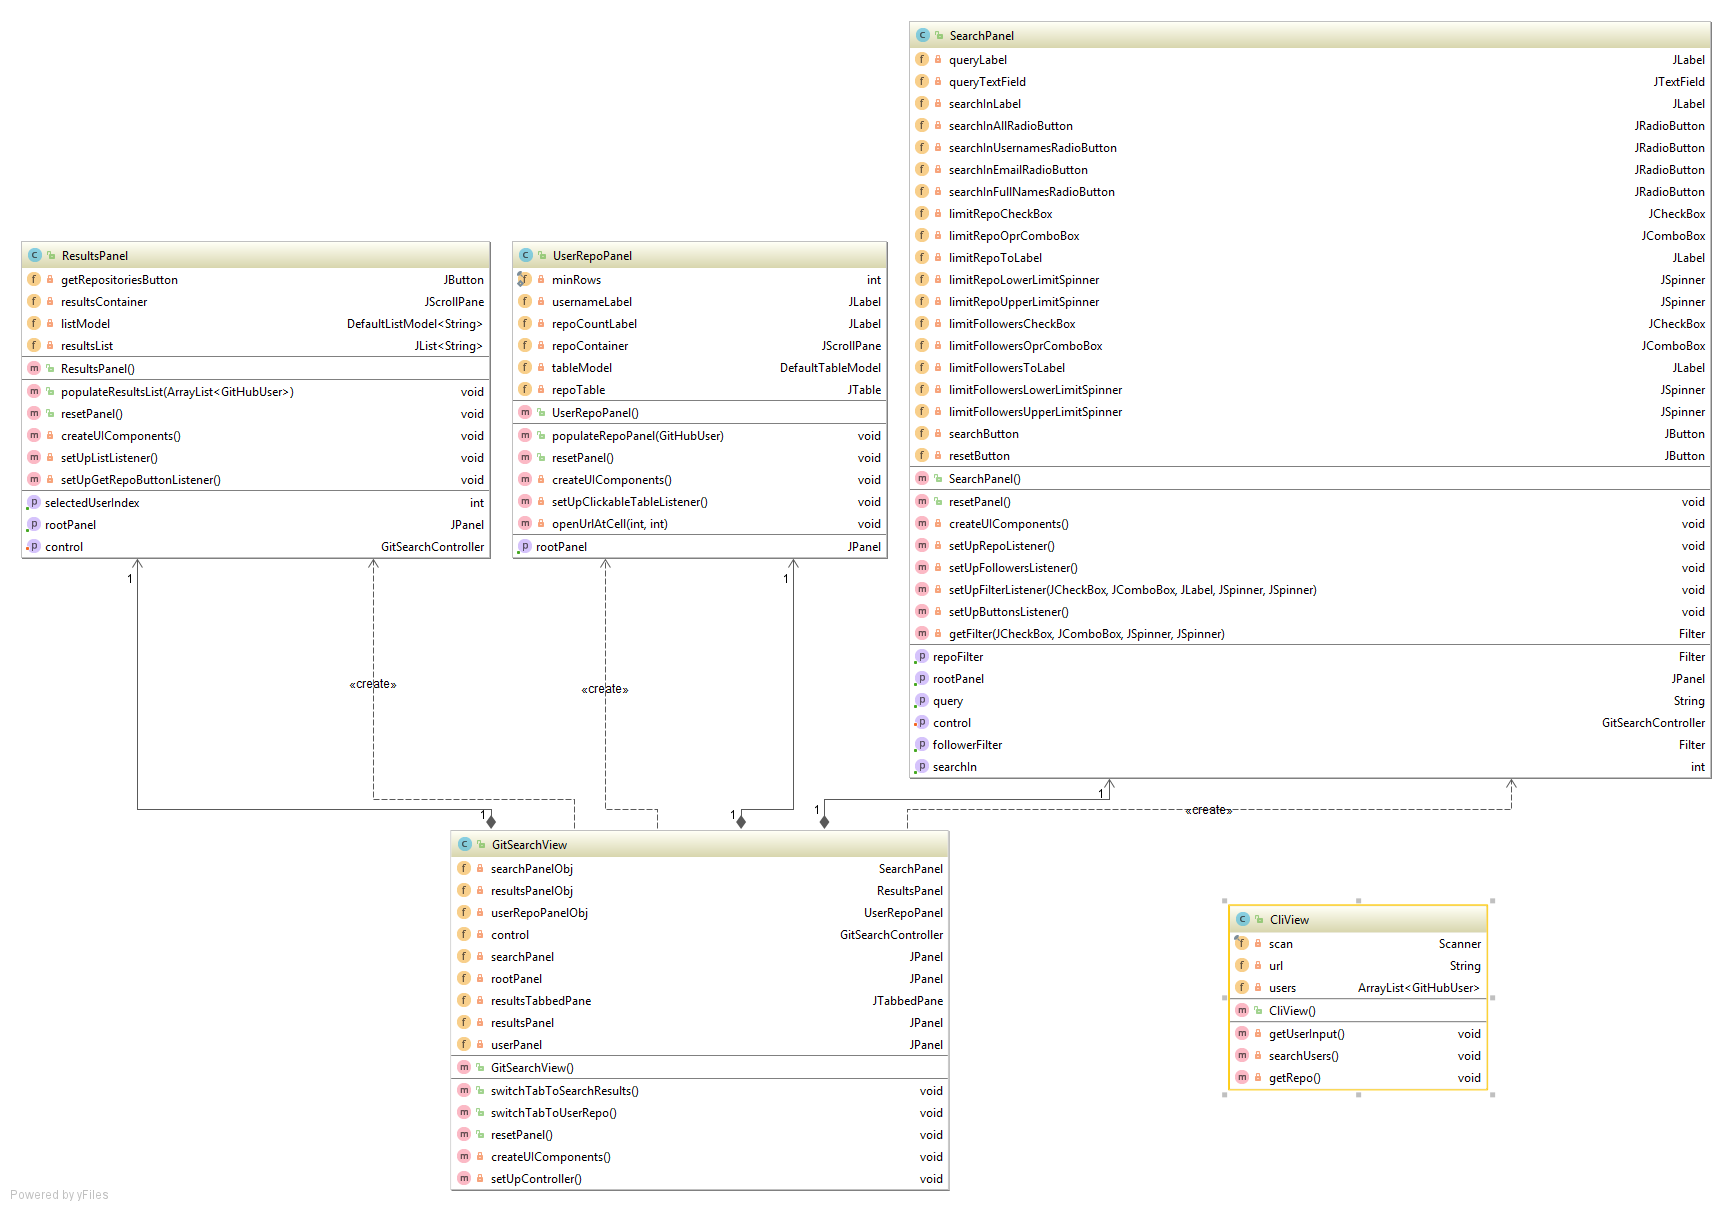 SearchPanel
queryLabel JLabel
queryTextField JTextField
searchInLabel JLabel
searchInAllRadioButton JRadioButton
searchInUsernamesRadioButton JRadioButton
searchInEmailRadioButton JRadioButton
searchInFullNamesRadioButton JRadioButton
limitRepoCheckBox JCheckBox
limitRepoOprComboBox JComboBox
limitRepoToLabel JLabel
limitRepoLowerLimitSpinner JSpinner
limitRepoUpperLimitSpinner JSpinner
limitFollowersCheckBox JCheckBox
limitFollowersOprComboBox JComboBox
limitFollowersToLabel JLabel
limitFollowersLowerLimitSpinner JSpinner
limitFollowersUpperLimitSpinner JSpinner
searchButton JButton
resetButton JButton
SearchPanel()
resetPanel() void
createUIComponents() void
setUpRepoListener() void
setUpFollowersListener() void
setUpFilterListener(JCheckBox, JComboBox, JLabel, JSpinner, JSpinner) void
setUpButtonsListener() void
getFilter(JCheckBox, JComboBox, JSpinner, JSpinner) Filter
repoFilter Filter
rootPanel JPanel
query String
control GitSearchController
followerFilter Filter
searchIn int
ResultsPanel
getRepositoriesButton JButton
resultsContainer JScrollPane
listModel DefaultListModel<String>
resultsList JList<String>
ResultsPanel()
populateResultsList(ArrayList<GitHubUser>) void
resetPanel() void
createUIComponents() void
setUpListListener() void
setUpGetRepoButtonListener() void
selectedUserIndex int
rootPanel JPanel
control GitSearchController
UserRepoPanel
minRows int
usernameLabel JLabel
repoCountLabel JLabel
repoContainer JScrollPane
tableModel DefaultTableModel
repoTable JTable
UserRepoPanel()
populateRepoPanel(GitHubUser) void
resetPanel() void
createUIComponents() void
setUpClickableTableListener() void
openUrlAtCell(int, int) void
rootPanel JPanel
1
1
«create»
«create»
1
«create»
1
1
1
GitSearchView
searchPanelObj SearchPanel
resultsPanelObj ResultsPanel
userRepoPanelObj UserRepoPanel
control GitSearchController
searchPanel JPanel
rootPanel JPanel
resultsTabbedPane JTabbedPane
resultsPanel JPanel
userPanel JPanel
GitSearchView()
switchTabToSearchResults() void
switchTabToUserRepo() void
resetPanel() void
createUIComponents() void
setUpController() void
CliView
scan Scanner
url String
users ArrayList<GitHubUser>
CliView()
getUserInput() void
searchUsers() void
getRepo() void
Powered by yFiles